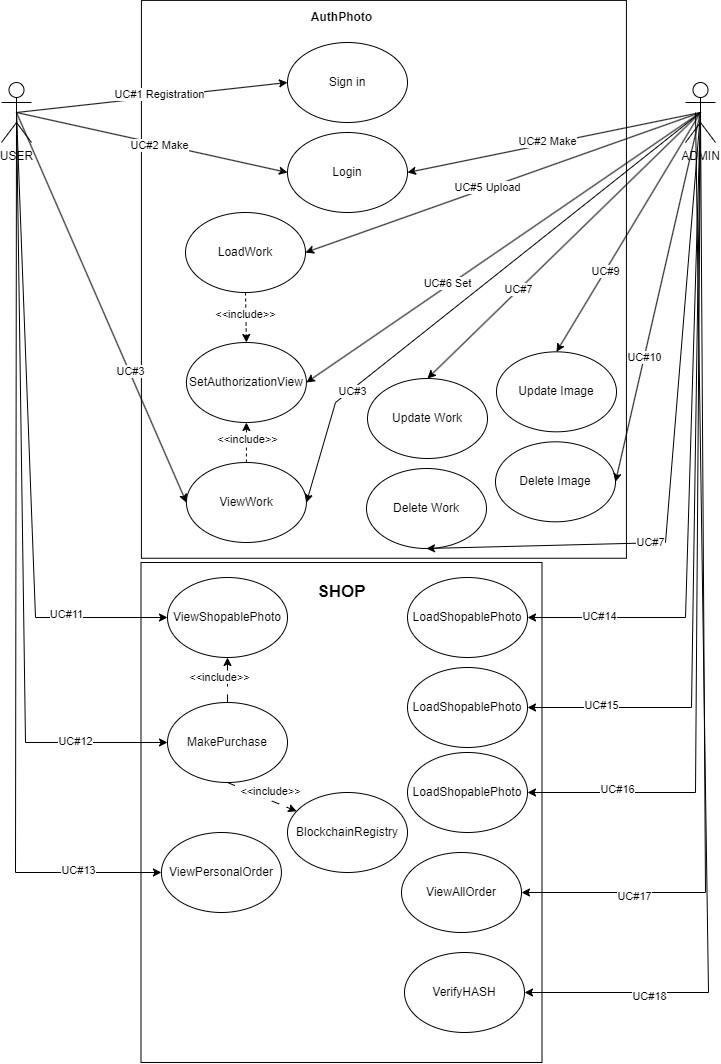 AuthPhoto
Sign in
UC#1 Registration
USER
ADMIN
UC#2 Make
UC#2 Make
Login
UC#5 Upload
LoadWork
UC#9
UC#6 Set
UC#7
<<include>>
UC#10
UC#3
SetAuthorizationView
UC#3
Update Image
Update Work
<<include>>
Delete Image
ViewWork
Delete Work
UC#7
SHOP
UC#11
ViewShopablePhoto
LoadShopablePhoto
UC#14
<<include>>
LoadShopablePhoto
UC#15
UC#12
MakePurchase
<<include>>
LoadShopablePhoto
UC#16
BlockchainRegistry
UC#13
ViewPersonalOrder
ViewAllOrder
UC#17
VerifyHASH
UC#18